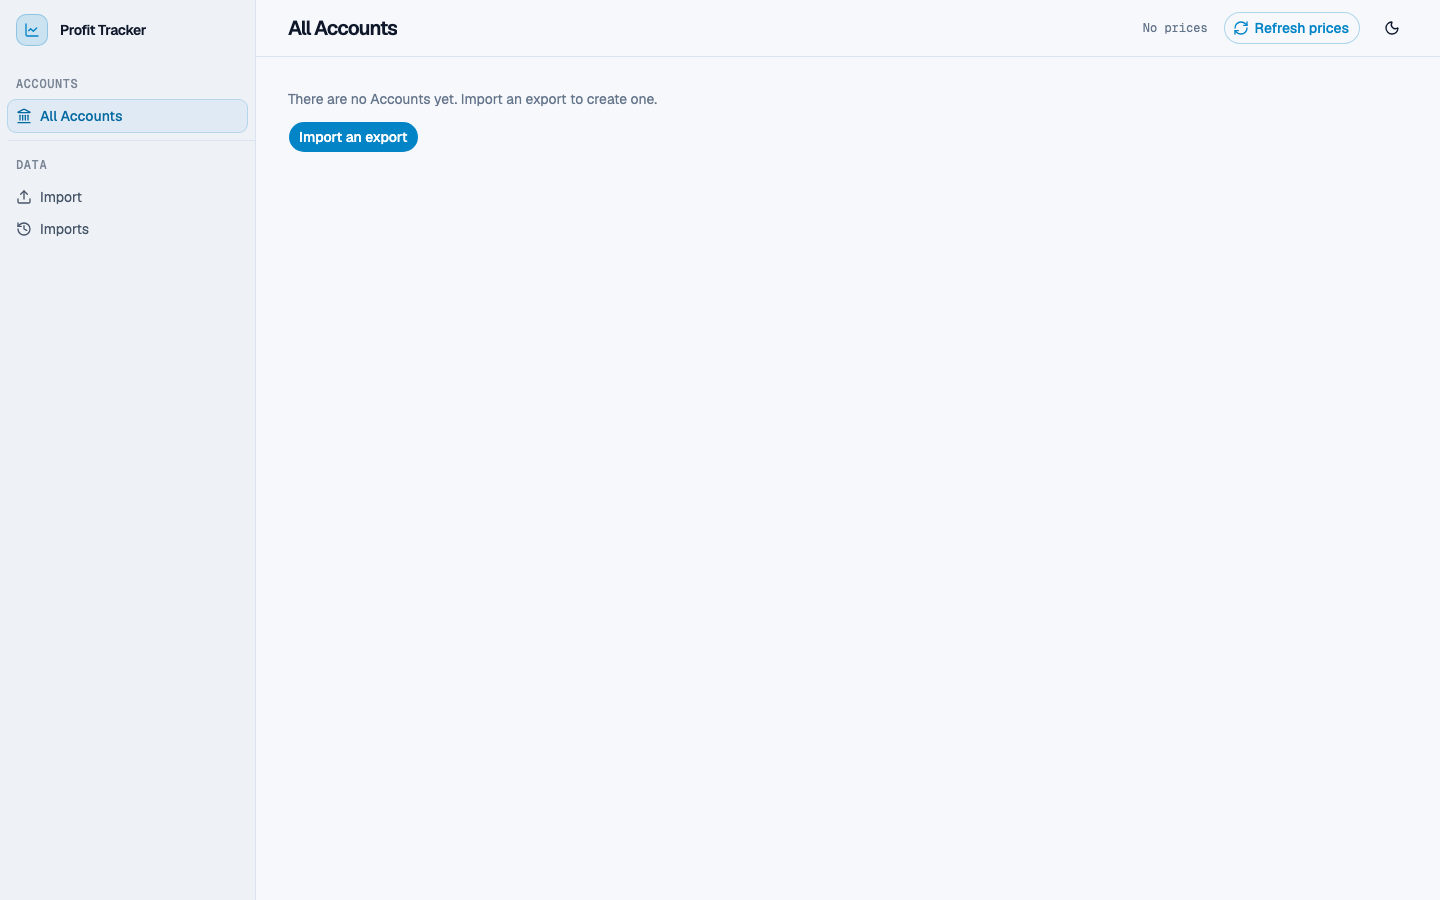 Profit Tracker
ACCOUNTS
All Accounts
DATA
Import
Imports
All Accounts
No prices
Refresh prices
There are no Accounts yet. Import an export to create one.
Import an export